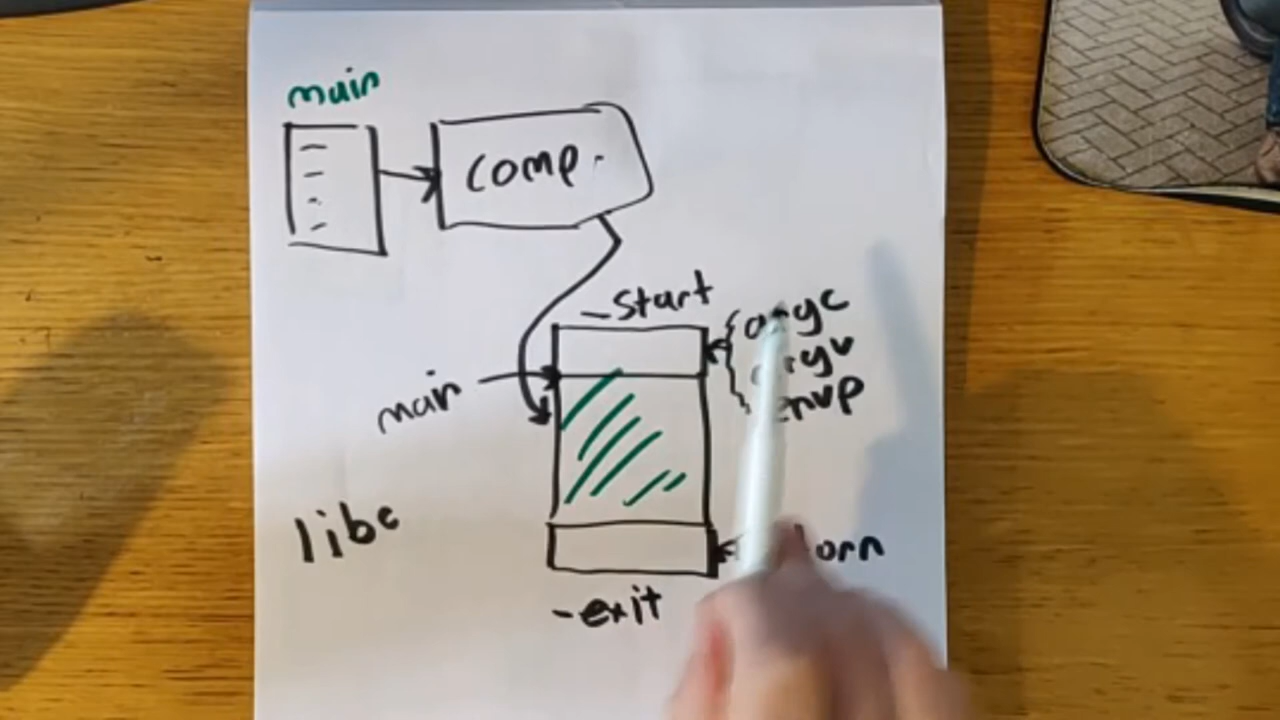 main
comp.
_start
argc
argv
envp
main
libc
_exit